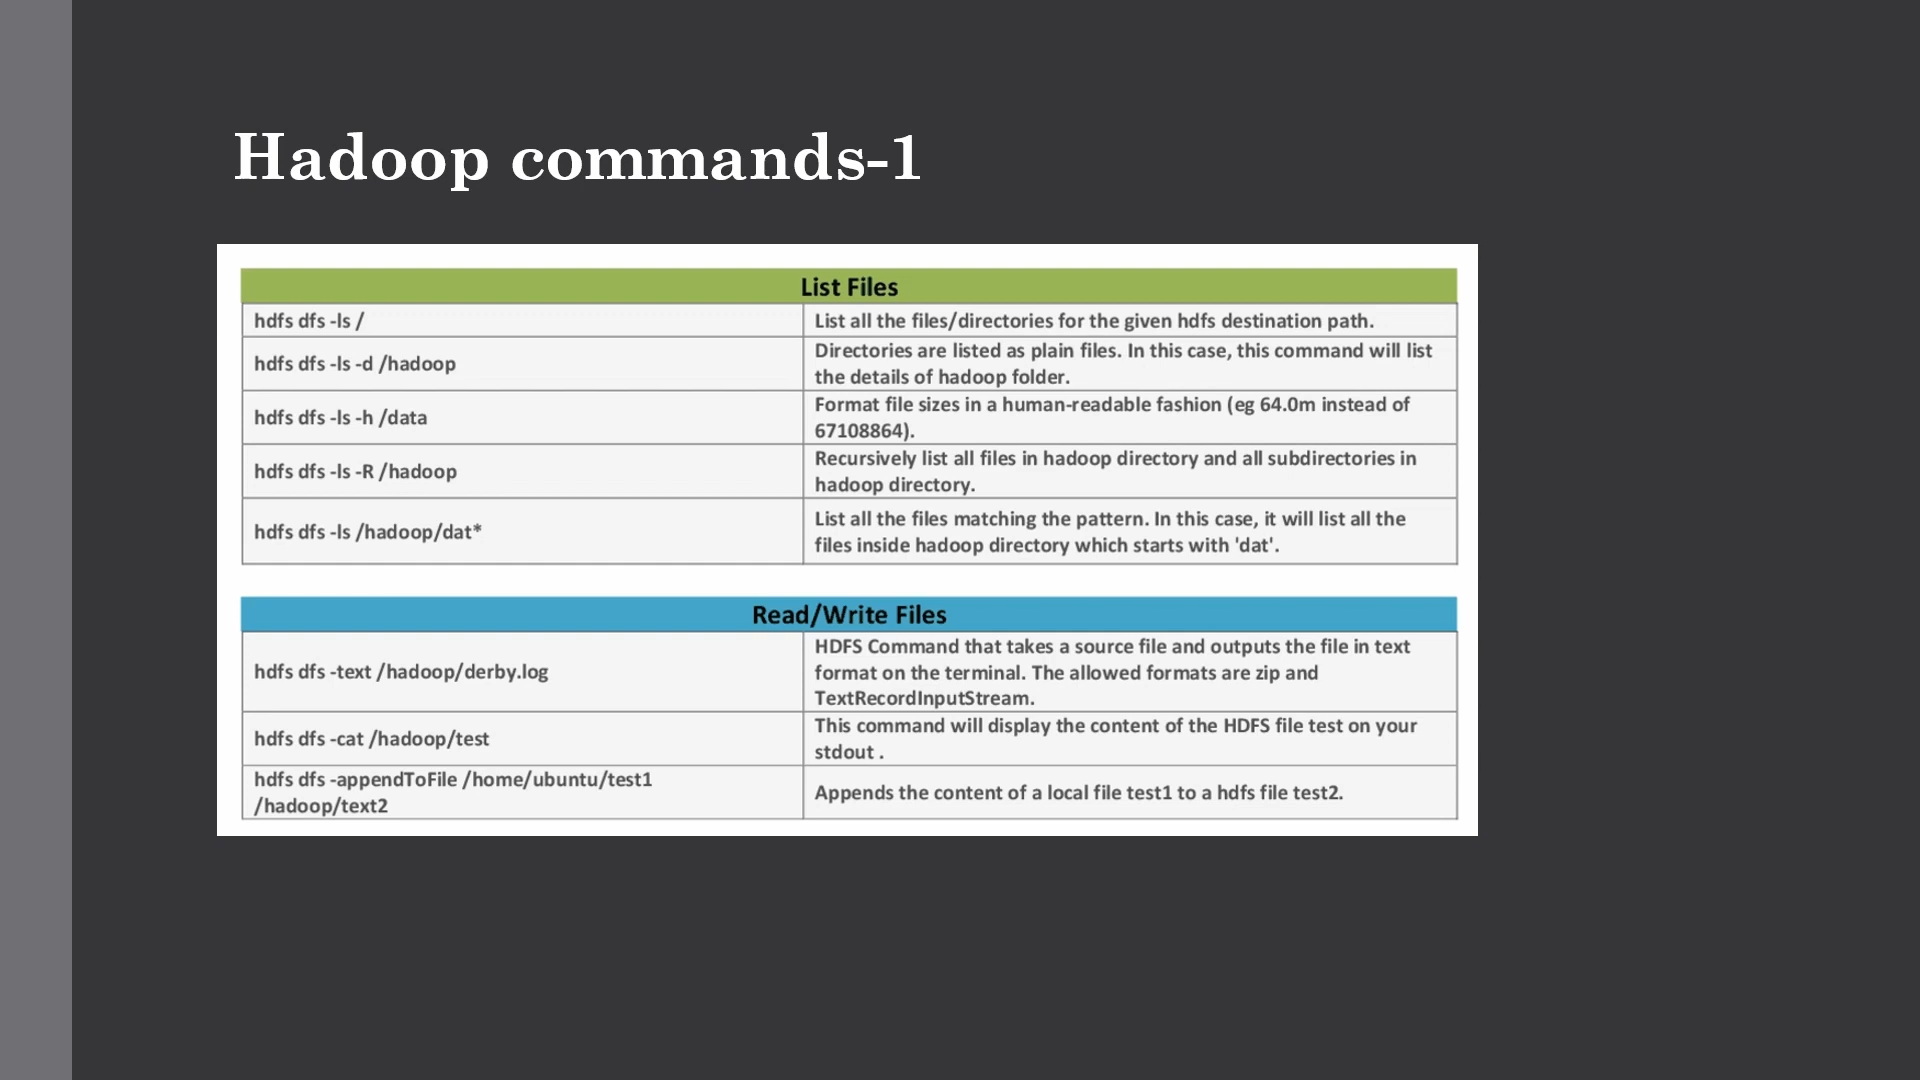 Hadoop commands-1
List Files
hdfs dfs -ls /
List all the files/directories for the given hdfs destination path.
hdfs dfs -ls -d /hadoop
Directories are listed as plain files. In this case, this command will list
the details of hadoop folder.
hdfs dfs -ls -h /data
Format file sizes in a human-readable fashion (eg 64.0m instead of
67108864).
hdfs dfs -ls -R /hadoop
Recursively list all files in hadoop directory and all subdirectories in
hadoop directory.
hdfs dfs -ls /hadoop/dat*
List all the files matching the pattern. In this case, it will list all the
files inside hadoop directory which starts with 'dat'.
Read/Write Files
hdfs dfs -text /hadoop/derby.log
HDFS Command that takes a source file and outputs the file in text
format on the terminal. The allowed formats are zip and
TextRecordInputStream.
hdfs dfs -cat /hadoop/test
This command will display the content of the HDFS file test on your
stdout .
hdfs dfs -appendToFile /home/ubuntu/test1
/hadoop/text2
Appends the content of a local file test1 to a hdfs file test2.